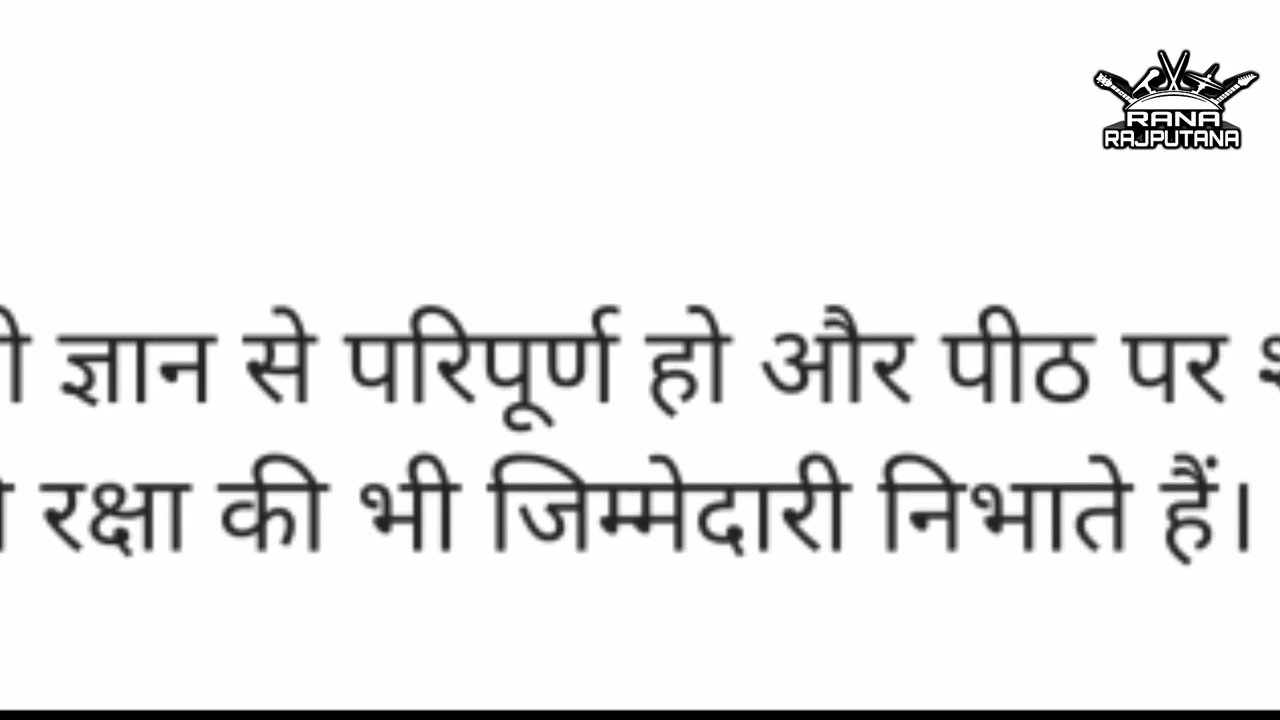 RANA
RAJPUTANA
ज्ञान से परिपूर्ण हो और पीठ पर
रक्षा की भी जिम्मेदारी निभाते हैं।